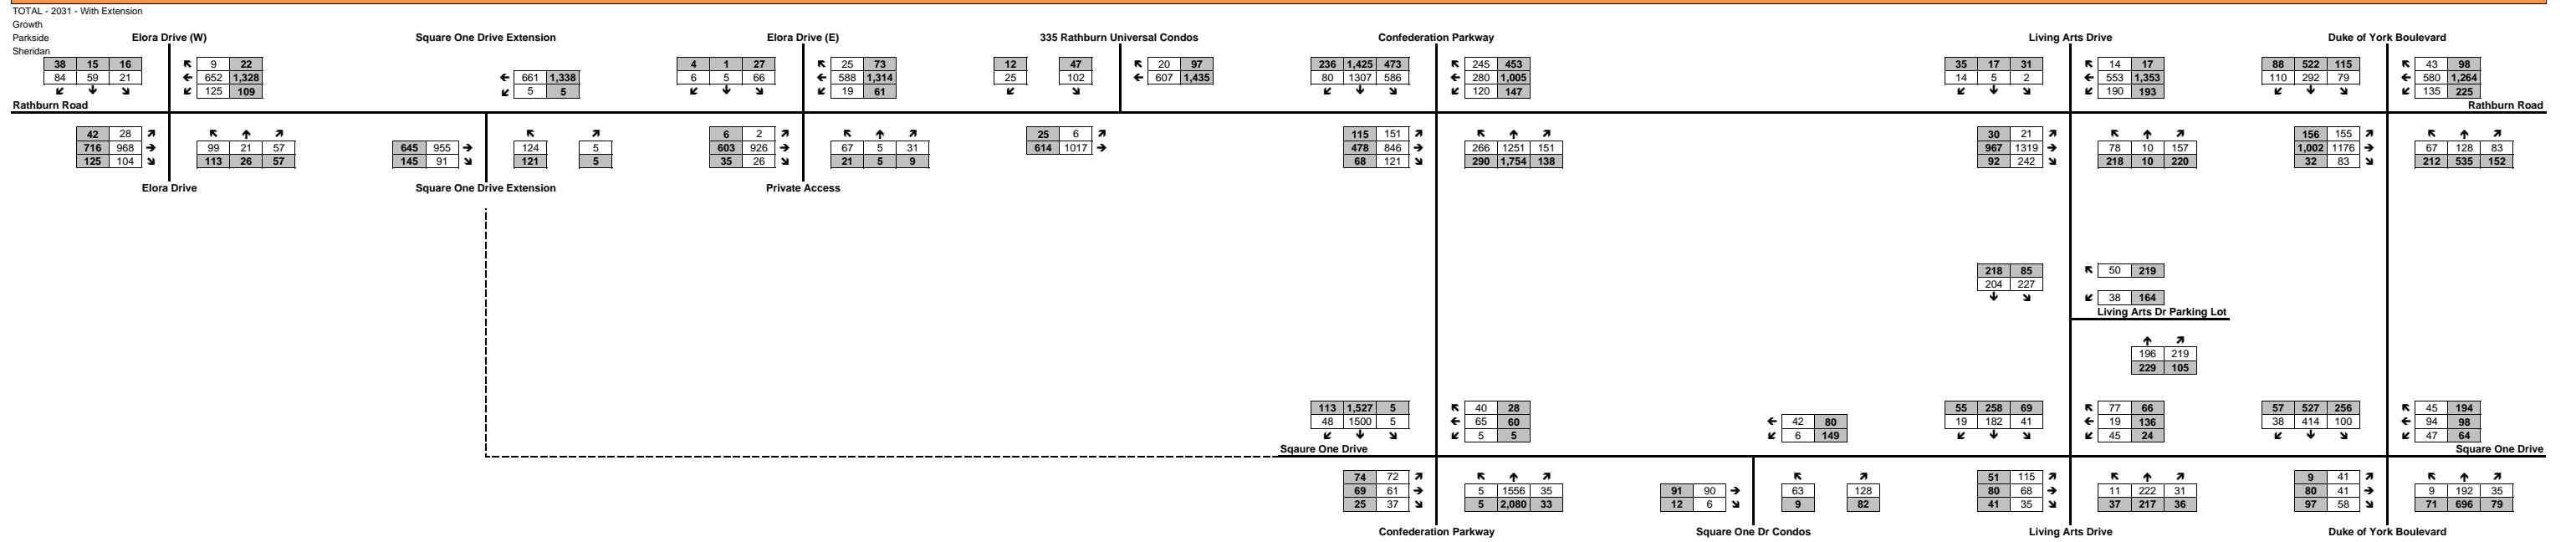 TOTAL - 2031 - With Extension
Growth
Parkside
Sheridan
Elora Drive (W) Square One Drive Extension Elora Drive (E) 335 Rathburn Universal Condos Confederation Parkway Living Arts Drive Duke of York Boulevard
38 15 16 ↖ 9 22 4 1 27 ↖ 25 73 12 47 ↖ 20 97 236 1,425 473 ↖ 245 453 35 17 31 ↖ 14 17 88 522 115 ↖ 43 98
84 59 21 ← 652 1,328 ← 661 1,338 6 5 66 ← 588 1,314 25 102 ← 607 1,435 80 1307 586 ← 280 1,005 14 5 2 ← 553 1,353 110 292 79 ← 580 1,264
↙ ↓ ↘ ↙ 125 109 ↙ 5 5 ↙ ↓ ↘ ↙ 19 61 ↙ ↘ ↙ ↓ ↘ ↙ 120 147 ↙ ↓ ↘ ↙ 190 193 ↙ ↓ ↘ ↙ 135 225
Rathburn Road Rathburn Road
42 28 ↗ ↖ ↑ ↗ ↖ ↗ 6 2 ↗ ↖ ↑ ↗ 25 6 ↗ 115 151 ↗ ↖ ↑ ↗ 30 21 ↗ ↖ ↑ ↗ 156 155 ↗ ↖ ↑ ↗
716 968 → 99 21 57 645 955 → 124 5 603 926 → 67 5 31 614 1017 → 478 846 → 266 1251 151 967 1319 → 78 10 157 1,002 1176 → 67 128 83
125 104 ↘ 113 26 57 145 91 ↘ 121 5 35 26 ↘ 21 5 9 68 121 ↘ 290 1,754 138 92 242 ↘ 218 10 220 32 83 ↘ 212 535 152
Elora Drive Square One Drive Extension Private Access
218 85 ↖ 50 219
204 227
↓ ↘ ↙ 38 164
Living Arts Dr Parking Lot
↑ ↗
196 219
229 105
113 1,527 5 ↖ 40 28 55 258 69 ↖ 77 66 57 527 256 ↖ 45 194
48 1500 5 ← 65 60 ← 42 80 19 182 41 ← 19 136 38 414 100 ← 94 98
↙ ↓ ↘ ↙ 5 5 ↙ 6 149 ↙ ↓ ↘ ↙ 45 24 ↙ ↓ ↘ ↙ 47 64
Sqaure One Drive Square One Drive
74 72 ↗ ↖ ↑ ↗ ↖ ↗ 51 115 ↗ ↖ ↑ ↗ 9 41 ↗ ↖ ↑ ↗
69 61 → 5 1556 35 91 90 → 63 128 80 68 → 11 222 31 80 41 → 9 192 35
25 37 ↘ 5 2,080 33 12 6 ↘ 9 82 41 35 ↘ 37 217 36 97 58 ↘ 71 696 79
Confederation Parkway Square One Dr Condos Living Arts Drive Duke of York Boulevard